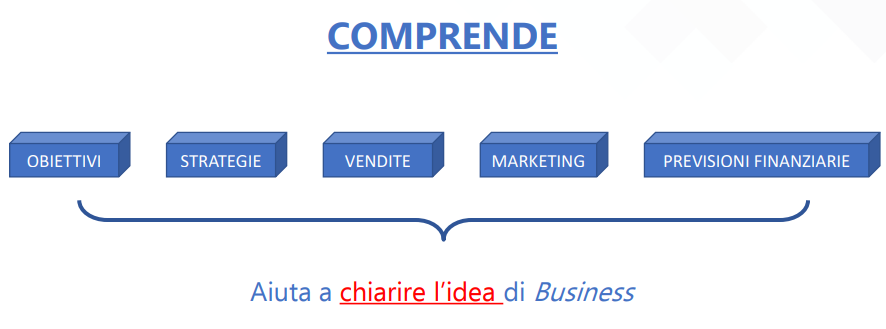 COMPRENDE
OBIETTIVI
STRATEGIE
VENDITE
MARKETING
PREVISIONI FINANZIARIE
Aiuta a chiarire l’idea di Business